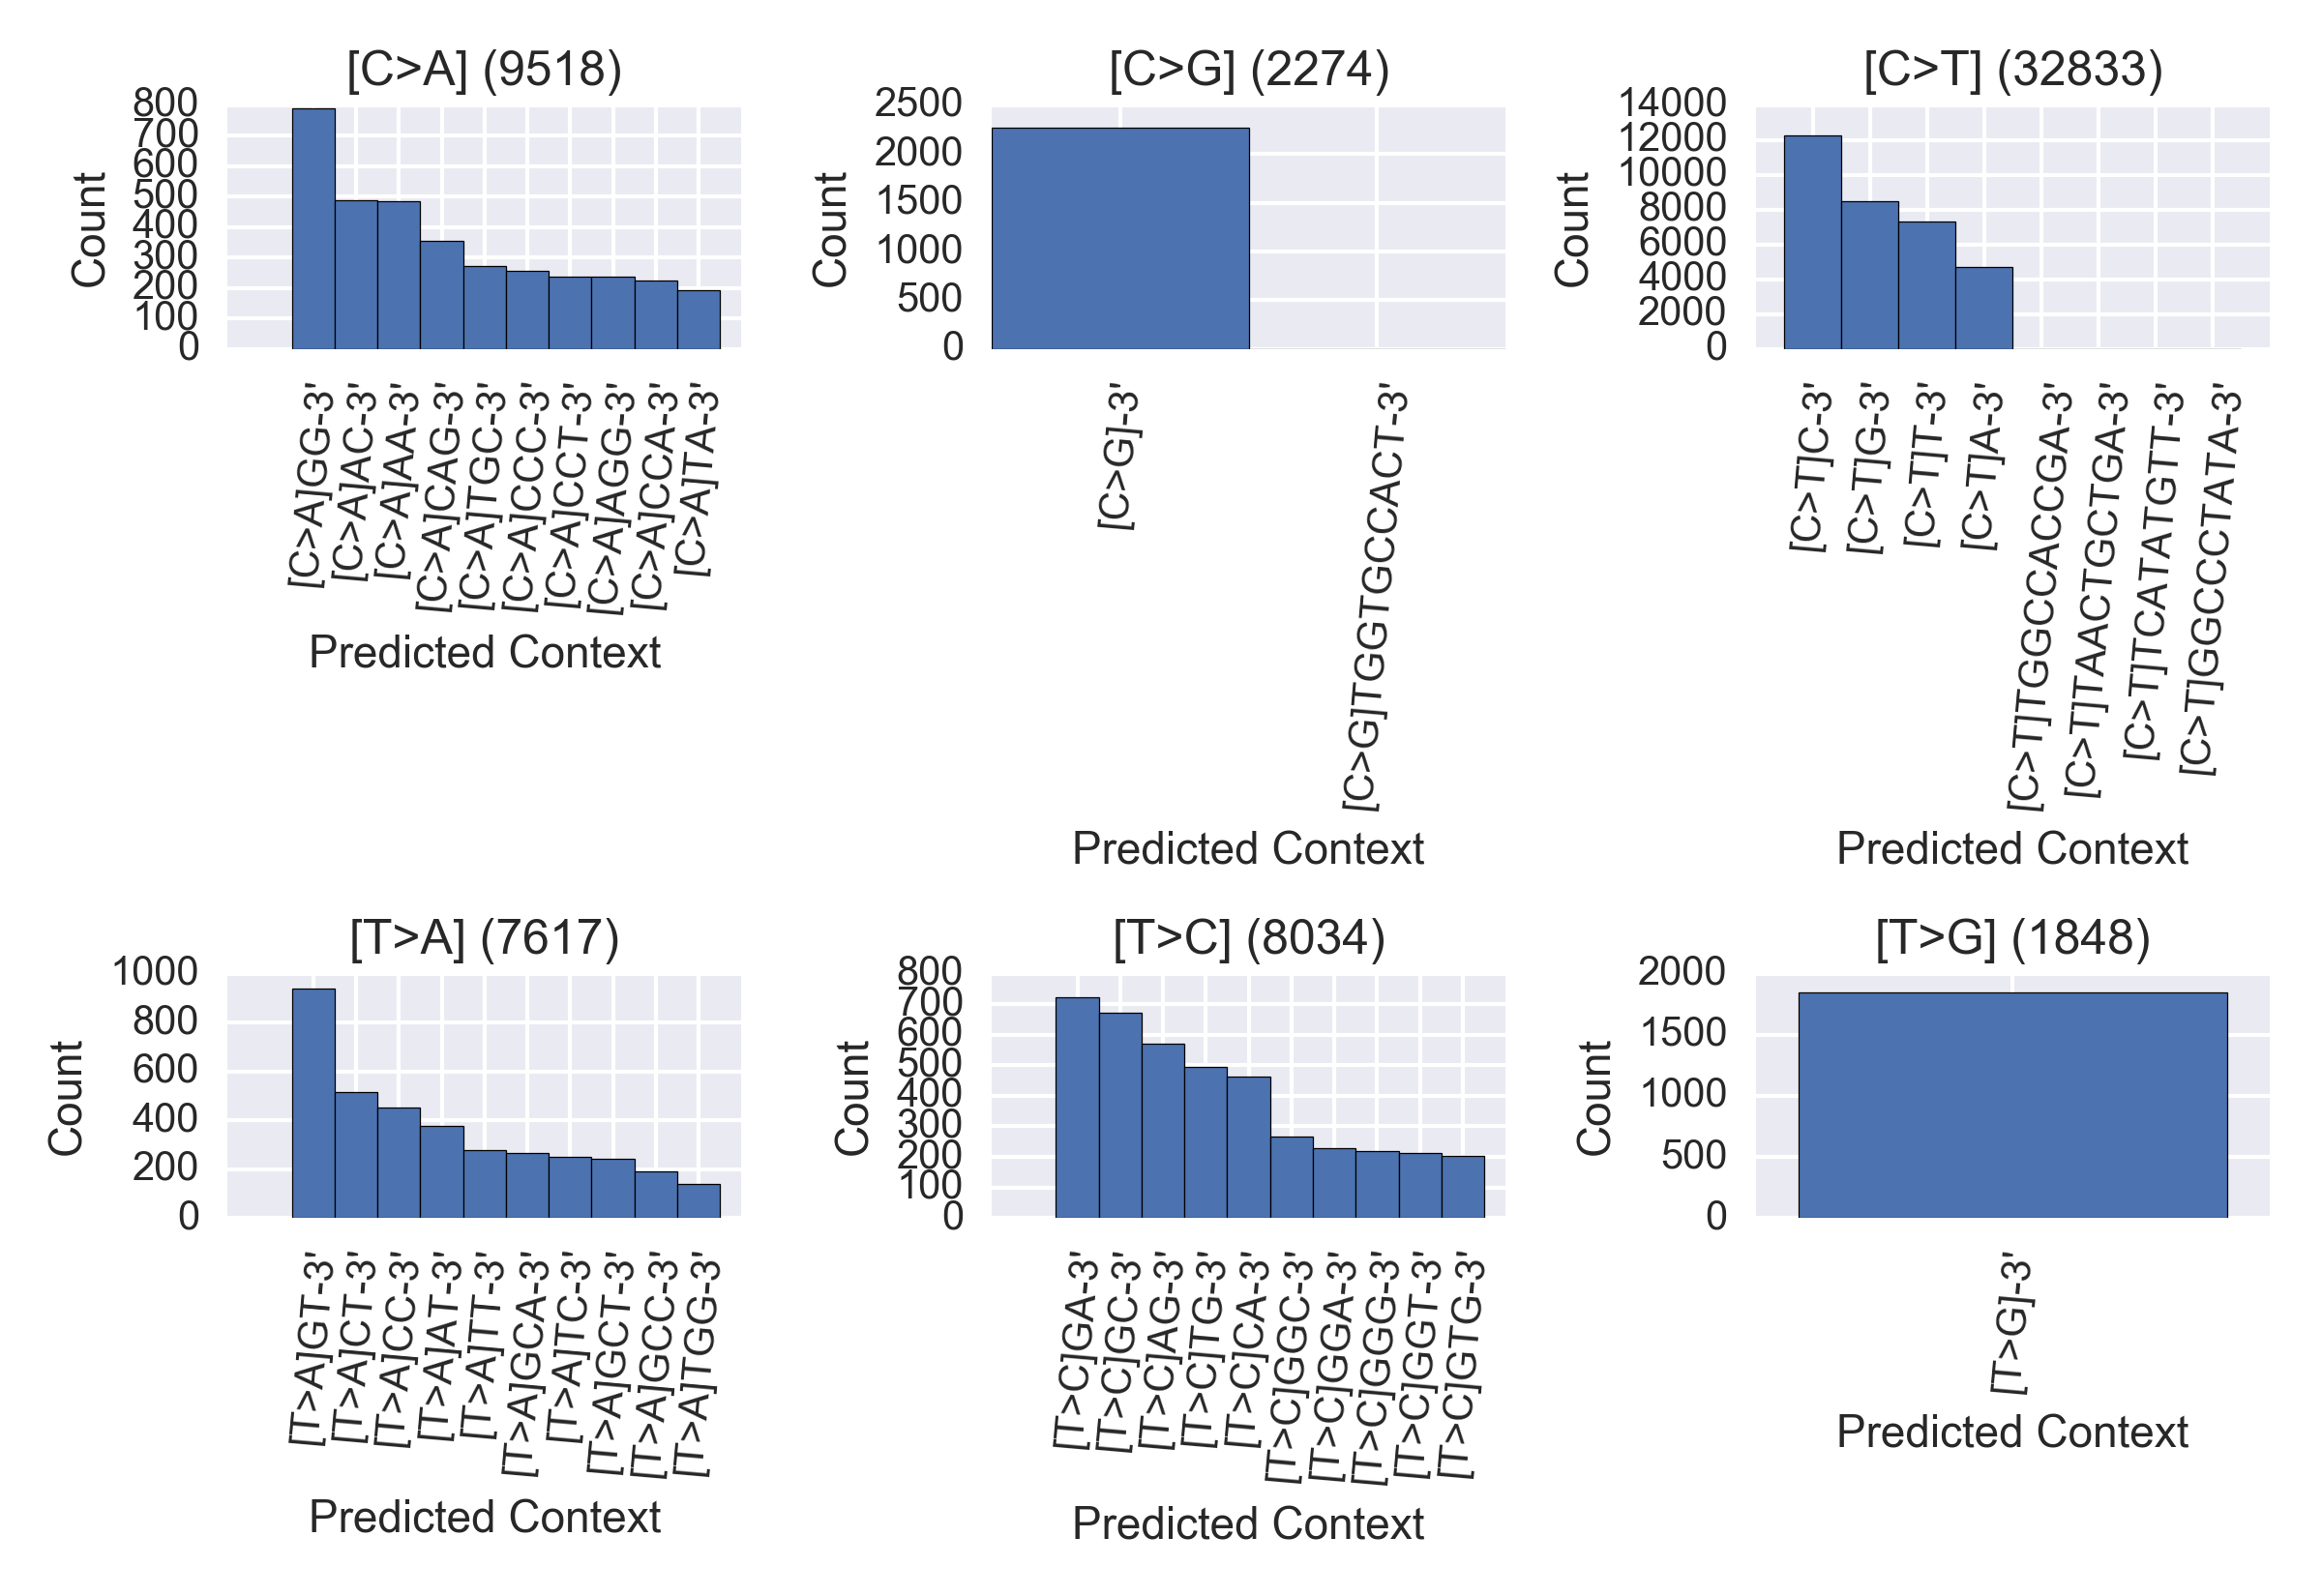 [C>A] (9518)
800
700
600
500
400
300
200
100
0
Count
[C>A]GG-3'
[C>A]AC-3'
[C>A]AA-3'
[C>A]CAG-3'
[C>A]TGC-3'
[C>A]CCC-3'
[C>A]CCT-3'
[C>A]AGG-3'
[C>A]CCA-3'
[C>A]TA-3'
Predicted Context
[C>G] (2274)
2500
2000
1500
1000
500
0
Count
[C>G]-3'
[C>G]TGGTGCCACT-3'
Predicted Context
[C>T] (32833)
14000
12000
10000
8000
6000
4000
2000
0
Count
[C>T]C-3'
[C>T]G-3'
[C>T]T-3'
[C>T]A-3'
[C>T]TGGCCACCGA-3'
[C>T]TAACTGCTGA-3'
[C>T]TCATATGTT-3'
[C>T]GGCCCTATA-3'
Predicted Context
[T>A] (7617)
1000
800
600
400
200
0
Count
[T>A]GT-3'
[T>A]CT-3'
[T>A]CC-3'
[T>A]AT-3'
[T>A]TT-3'
[T>A]GCA-3'
[T>A]TC-3'
[T>A]GCT-3'
[T>A]GCC-3'
[T>A]TGG-3'
Predicted Context
[T>C] (8034)
800
700
600
500
400
300
200
100
0
Count
[T>C]GA-3'
[T>C]GC-3'
[T>C]AG-3'
[T>C]TG-3'
[T>C]CA-3'
[T>C]GGC-3'
[T>C]GGA-3'
[T>C]GGG-3'
[T>C]GGT-3'
[T>C]GTG-3'
Predicted Context
[T>G] (1848)
2000
1500
1000
500
0
Count
[T>G]-3'
Predicted Context